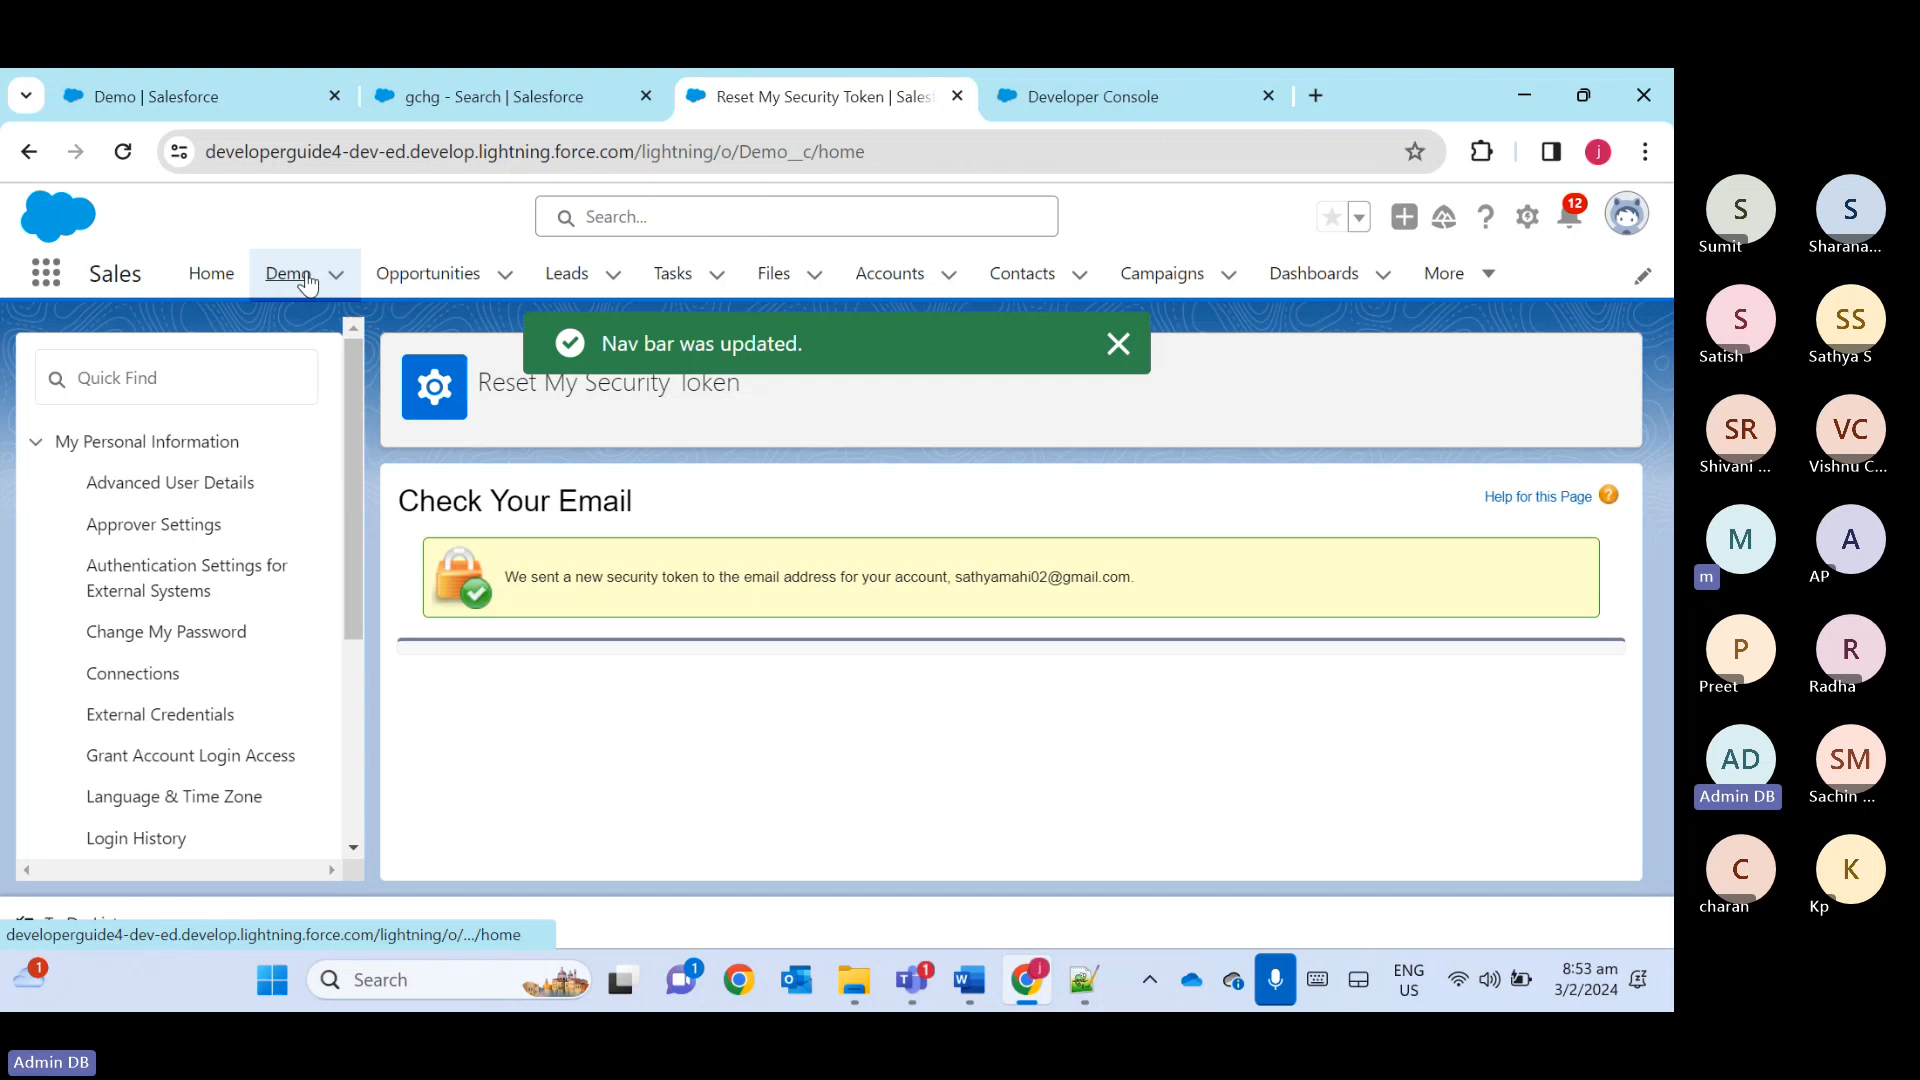 Demo | Salesforce
gchg - Search | Salesforce
Reset My Security Token | Sales
Developer Console
developerguide4-dev-ed.develop.lightning.force.com/lightning/o/Demo__c/home
j
Search...
12
Sales
Home
Demo
Opportunities
Leads
Tasks
Files
Accounts
Contacts
Campaigns
Dashboards
More
Nav bar was updated.
Quick Find
Reset My Security Token
My Personal Information
Advanced User Details
Approver Settings
Authentication Settings for
External Systems
Change My Password
Connections
External Credentials
Grant Account Login Access
Language & Time Zone
Login History
Check Your Email
Help for this Page ?
We sent a new security token to the email address for your account, sathyamahi02@gmail.com.
developerguide4-dev-ed.develop.lightning.force.com/lightning/o/.../home
1
Search
1
1
j
ENG
US
8:53 am
3/2/2024
S
Sumit
S
Sharana...
S
Satish
SS
Sathya S
SR
Shivani ...
VC
Vishnu C...
M
m
A
AP
P
Preet
R
Radha
AD
Admin DB
SM
Sachin ...
C
charan
K
Kp
Admin DB